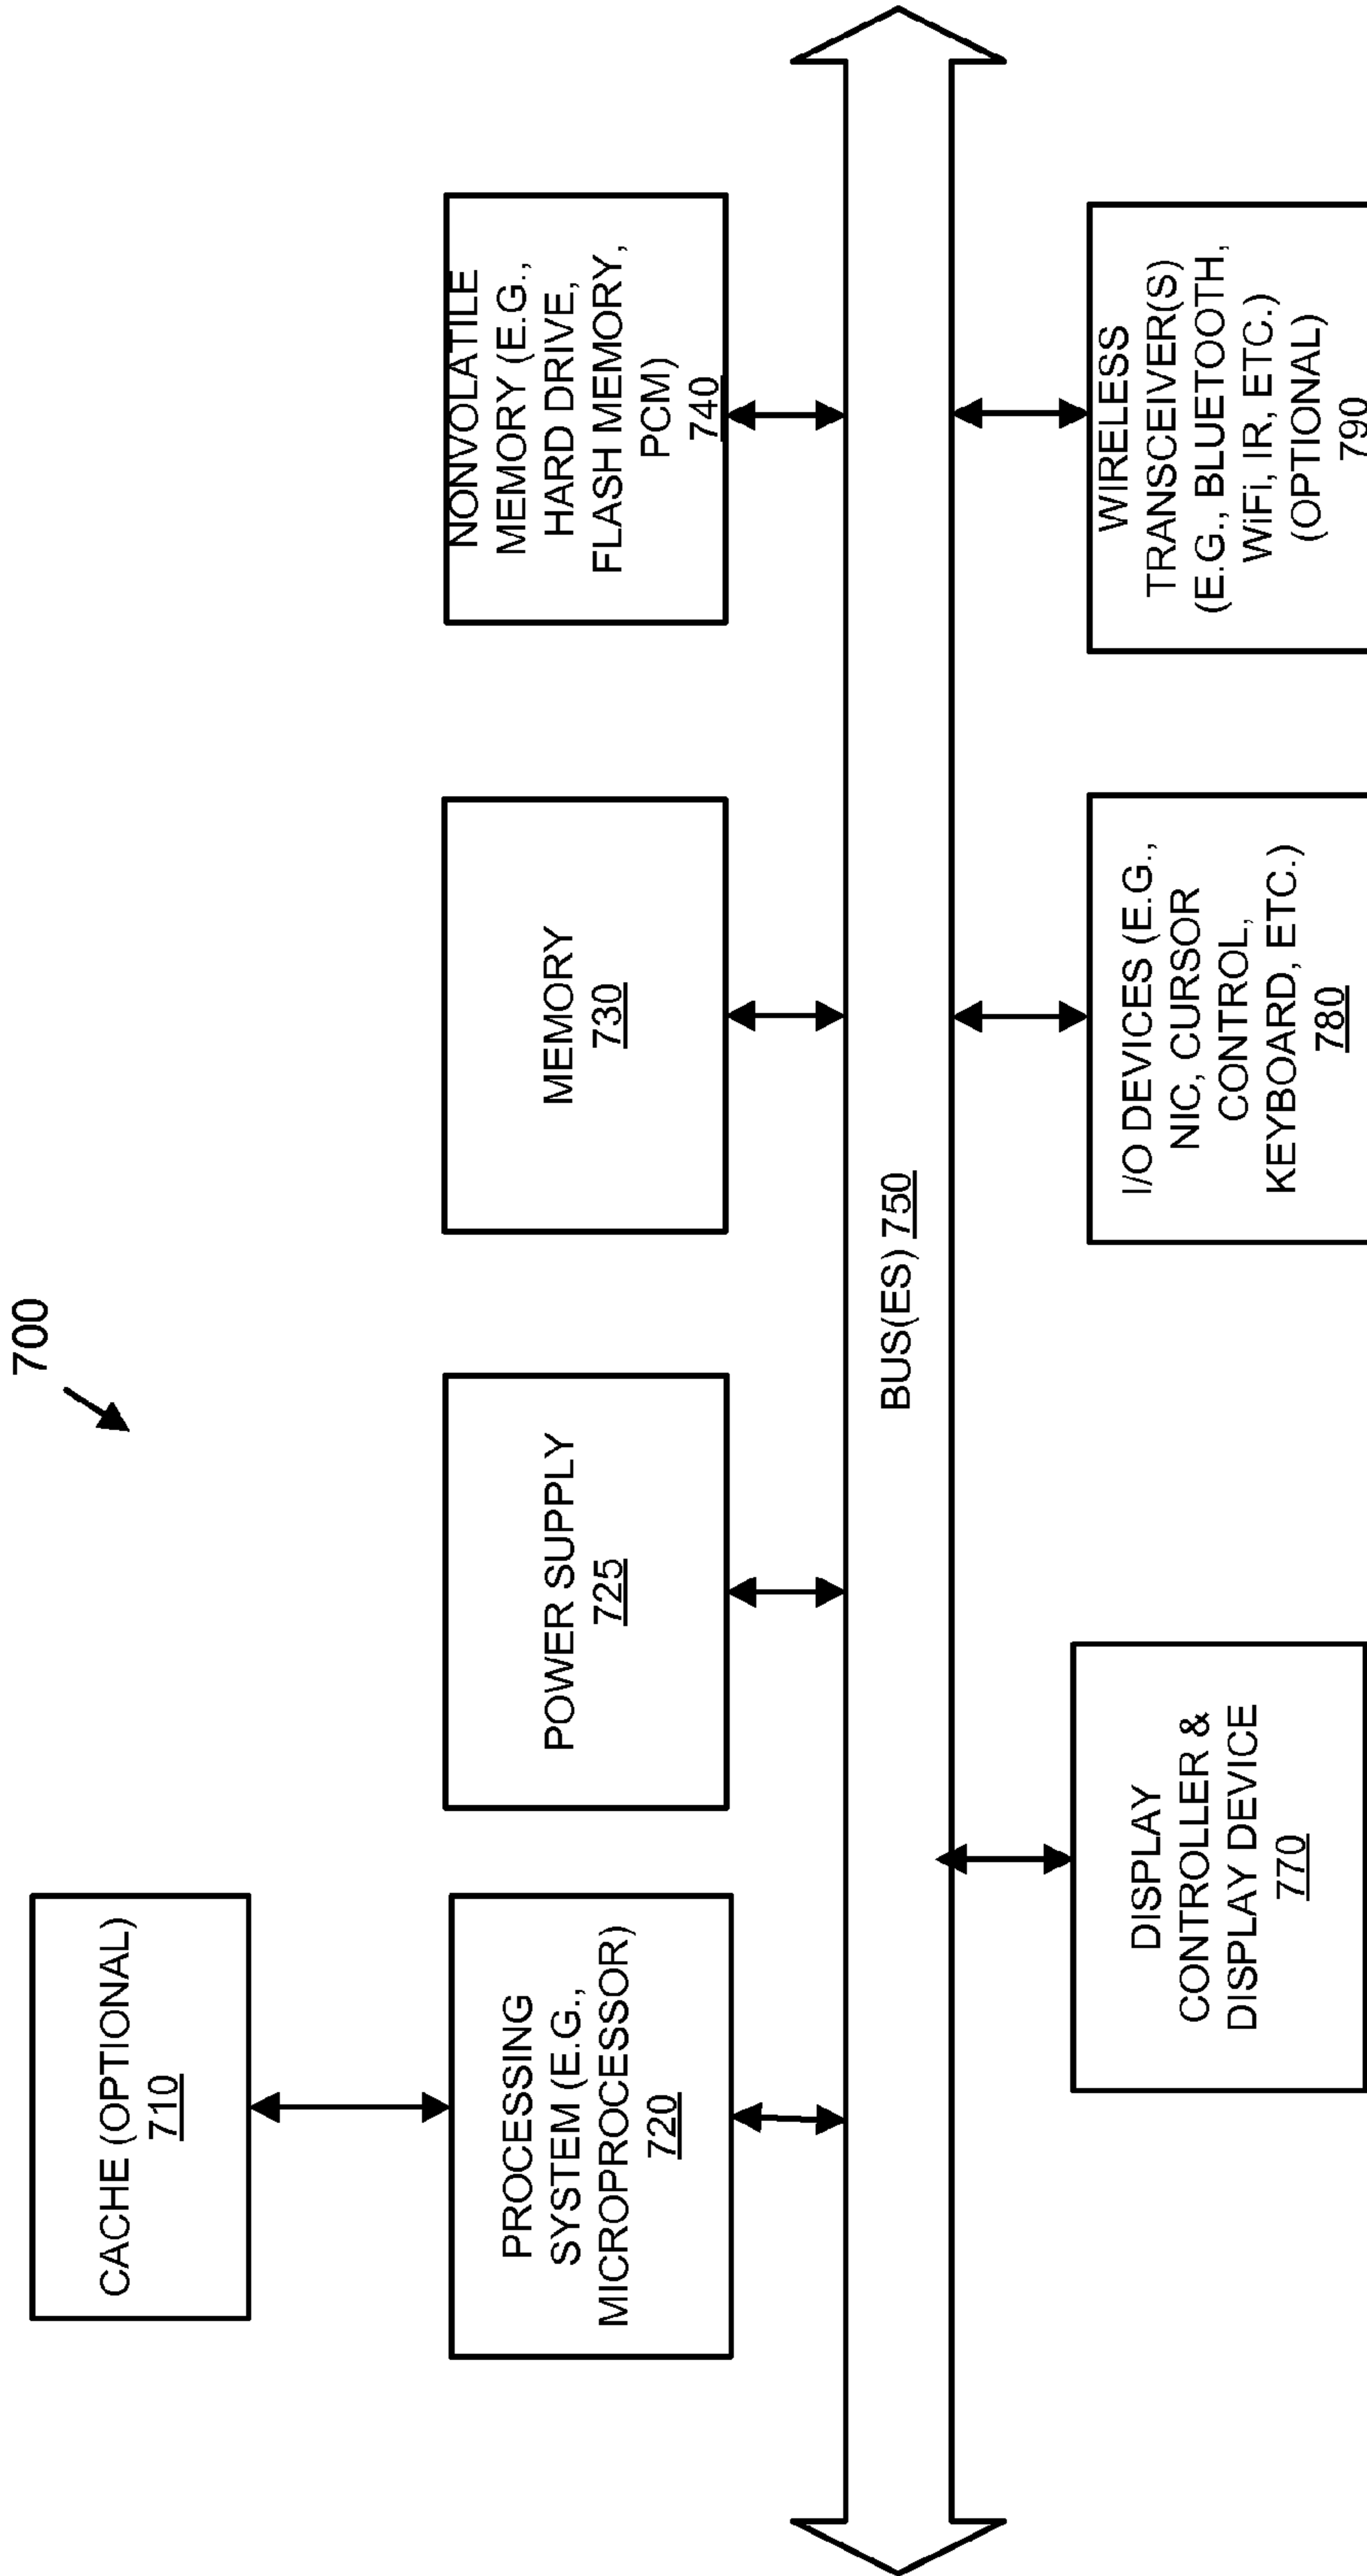 700
CACHE (OPTIONAL)
710
PROCESSING
SYSTEM (E.G.,
MICROPROCESSOR)
720
POWER SUPPLY
725
MEMORY
730
NONVOLATILE
MEMORY (E.G.,
HARD DRIVE,
FLASH MEMORY,
PCM)
740
BUS(ES) 750
DISPLAY
CONTROLLER &
DISPLAY DEVICE
770
I/O DEVICES (E.G.,
NIC, CURSOR
CONTROL,
KEYBOARD, ETC.)
780
WIRELESS
TRANSCEIVER(S)
(E.G., BLUETOOTH,
WiFi, IR, ETC.)
(OPTIONAL)
790